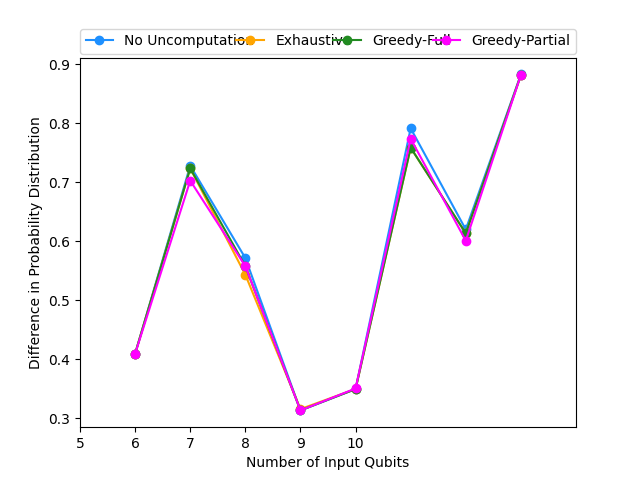 No Uncomputation Exhaustive Greedy-Full Greedy-Partial
0.9
0.8
0.7
0.6
0.5
0.4
0.3
Difference in Probability Distribution
5 6 7 8 9 10
Number of Input Qubits